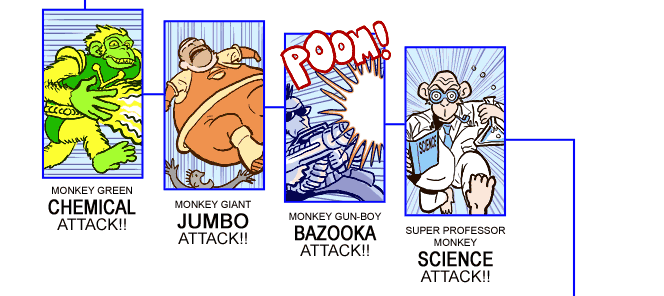 MONKEY GREEN
CHEMICAL
ATTACK!!
MONKEY GIANT
JUMBO
ATTACK!!
POOM!
MONKEY GUN-BOY
BAZOOKA
ATTACK!!
SCIENCE
SUPER PROFESSOR
MONKEY
SCIENCE
ATTACK!!